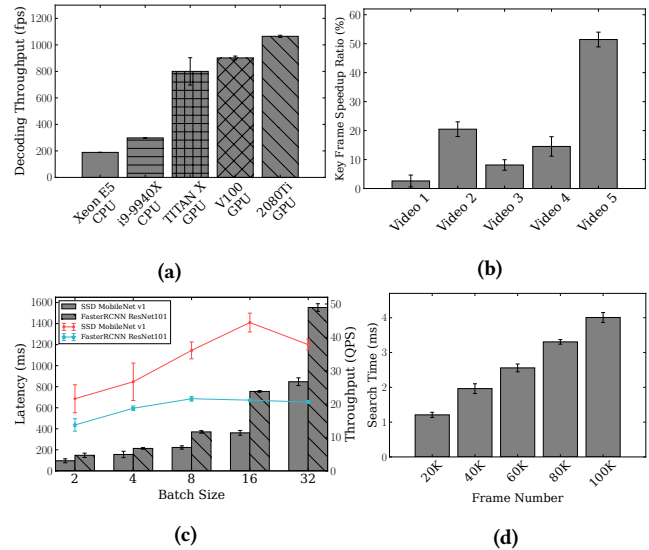 Decoding Throughput (fps)
1200
1000
800
600
400
200
0
Xeon E5
CPU
i9-9940X
CPU
TITAN X
GPU
V100
GPU
2080Ti
GPU
(a)
Key Frame Speedup Ratio (%)
60
50
40
30
20
10
0
Video 1
Video 2
Video 3
Video 4
Video 5
(b)
Latency (ms)
1600
1400
1200
1000
800
600
400
200
0
SSD MobileNet v1
FasterRCNN ResNet101
SSD MobileNet v1
FasterRCNN ResNet101
50
40
30
20
10
0
Throughput (QPS)
2 4 8 16 32
Batch Size
(c)
Search Time (ms)
4
3
2
1
0
20K
40K
60K
80K
100K
Frame Number
(d)